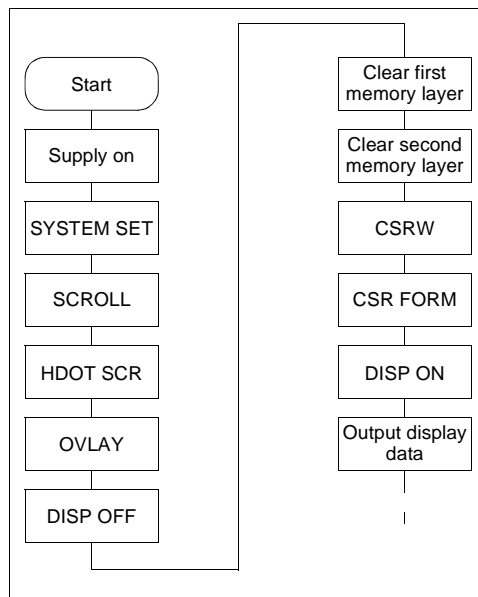 Start
Supply on
SYSTEM SET
SCROLL
HDOT SCR
OVLAY
DISP OFF
Clear first
memory layer
Clear second
memory layer
CSRW
CSR FORM
DISP ON
Output display
data